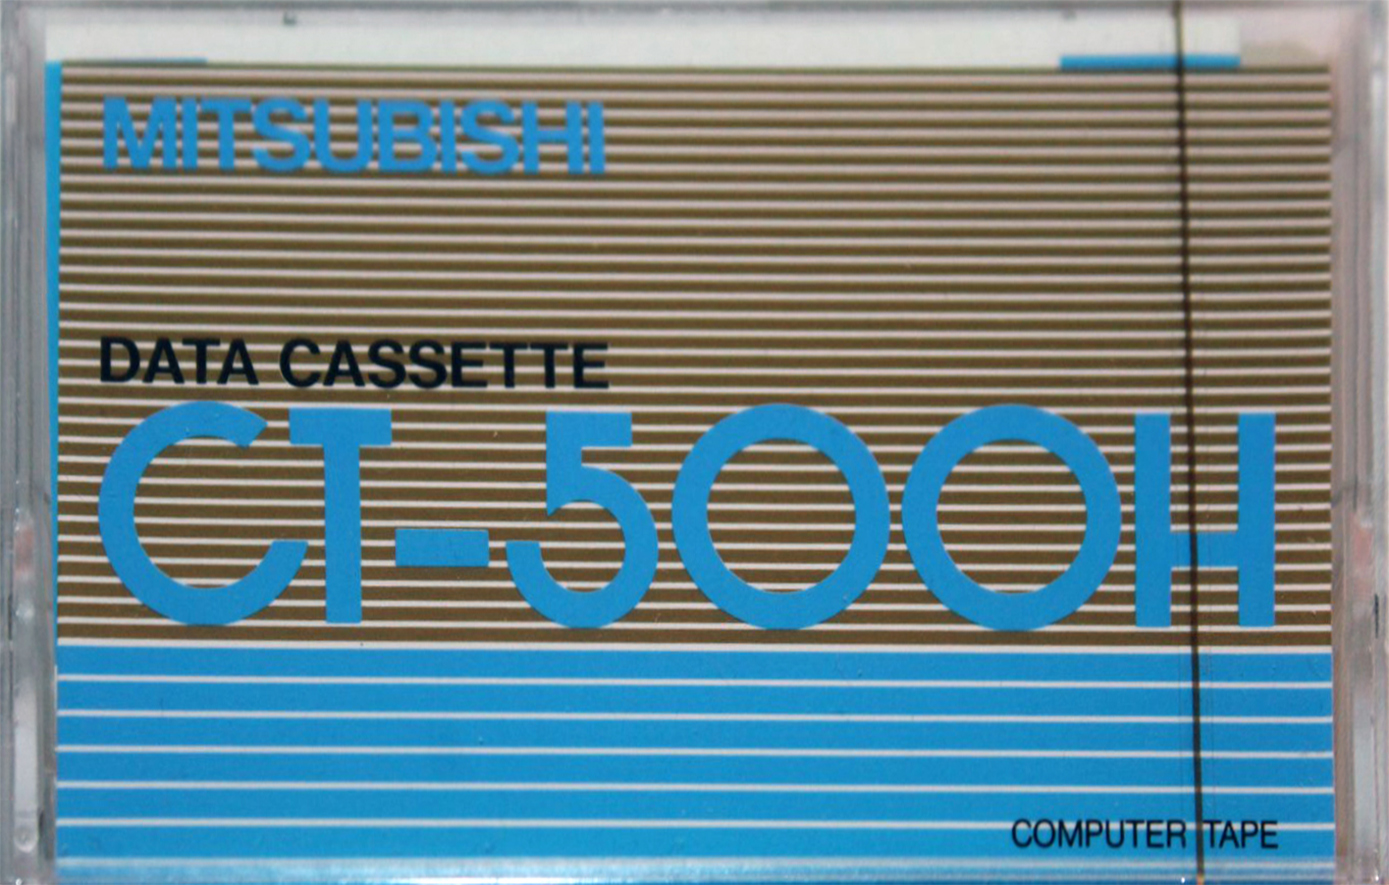 MITSUBISHI
DATA CASSETTE
CT-500H
COMPUTER TAPE